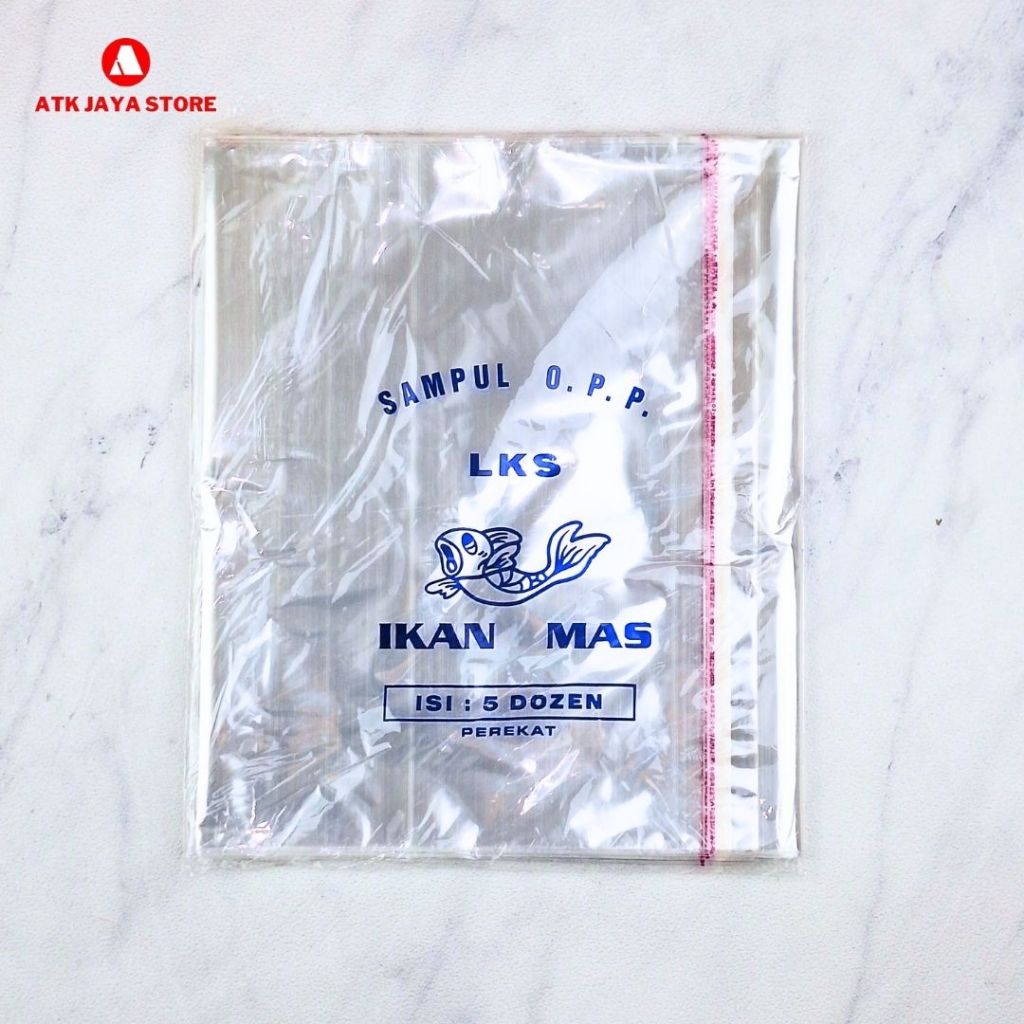 ATK JAYA STORE
SAMPUL O.P.P.
LKS
IKAN MAS
ISI : 5 DOZEN
PEREKAT